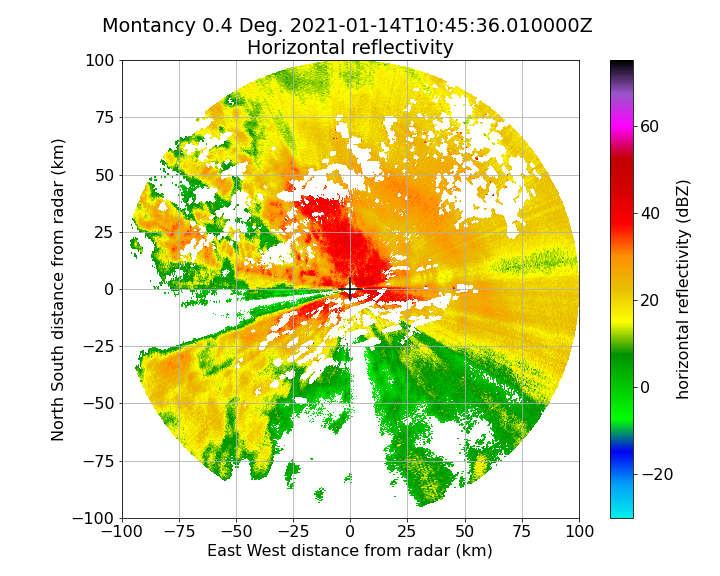 Montancy 0.4 Deg. 2021-01-14T10:45:36.010000Z
Horizontal reflectivity
100
75
50
25
0
−25
−50
−75
−100
−100 −75 −50 −25 0 25 50 75 100
East West distance from radar (km)
North South distance from radar (km)
60
40
20
0
−20
horizontal reflectivity (dBZ)